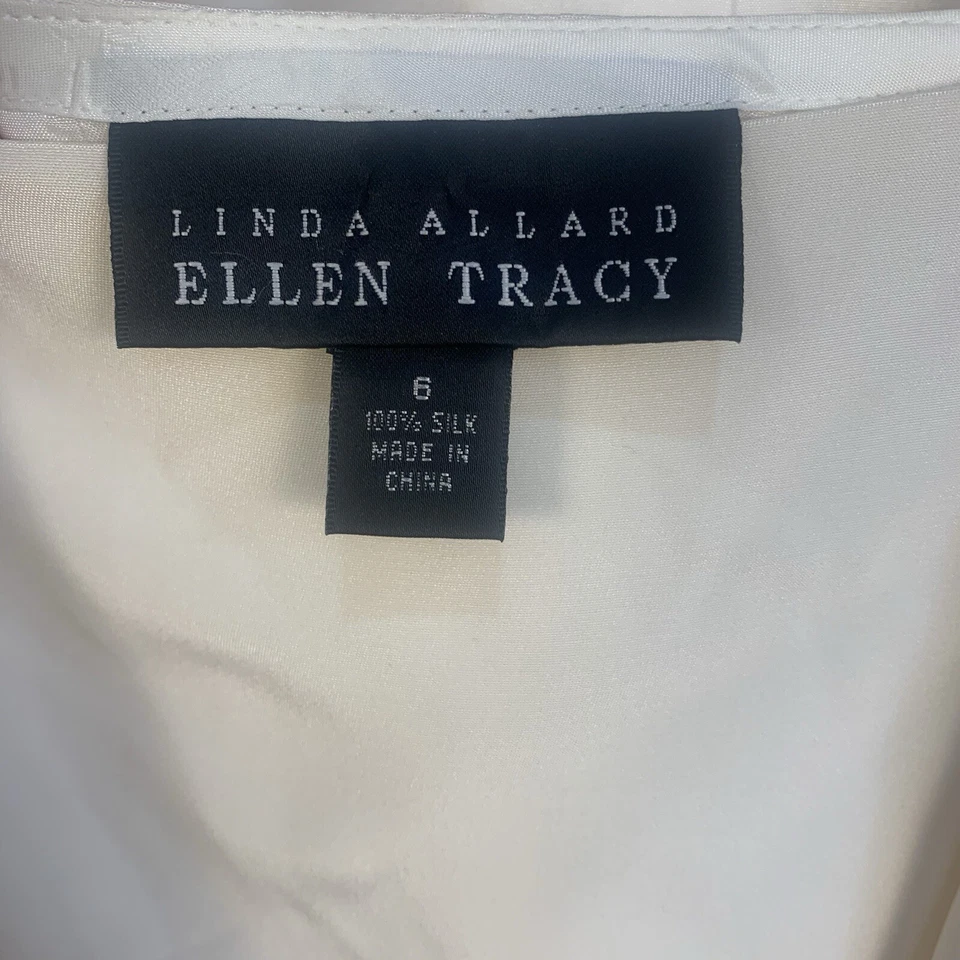 LINDA ALLARD
ELLEN TRACY
6
100% SILK
MADE IN
CHINA